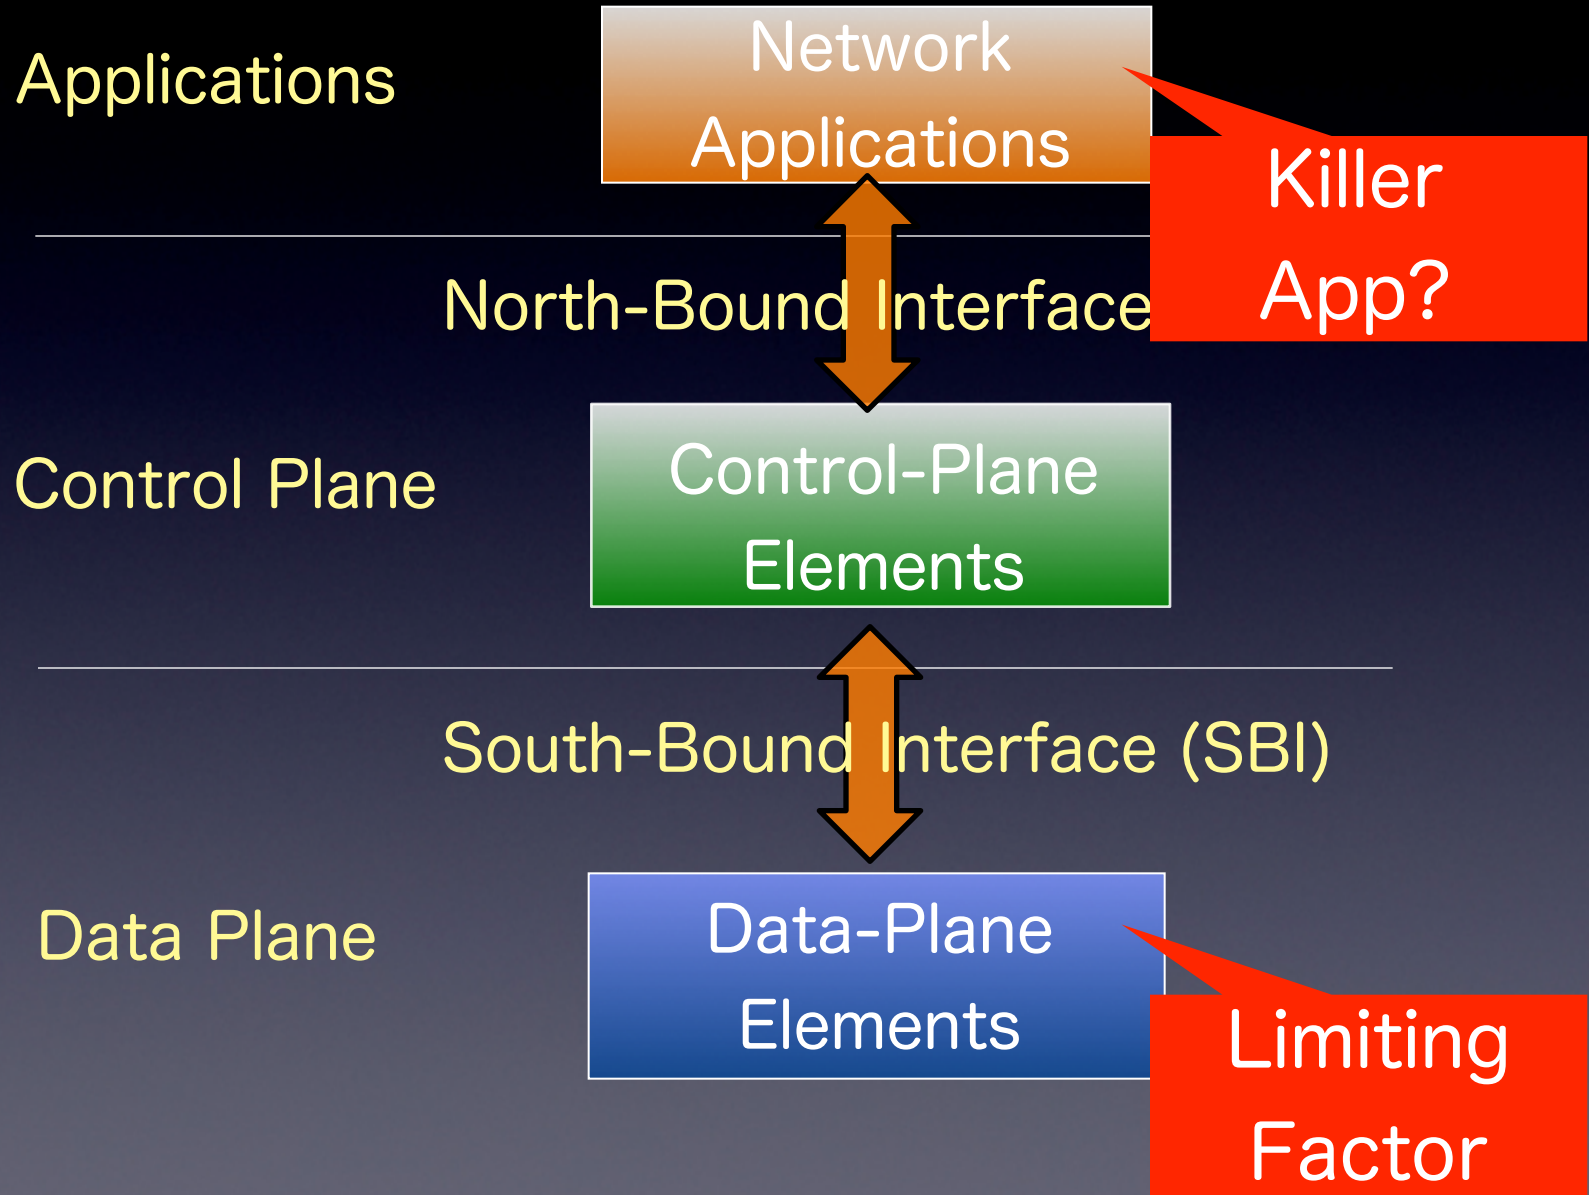 Applications
Network
Applications
Killer
App?
North-Bound Interface
Control Plane
Control-Plane
Elements
South-Bound Interface (SBI)
Data Plane
Data-Plane
Elements
Limiting
Factor